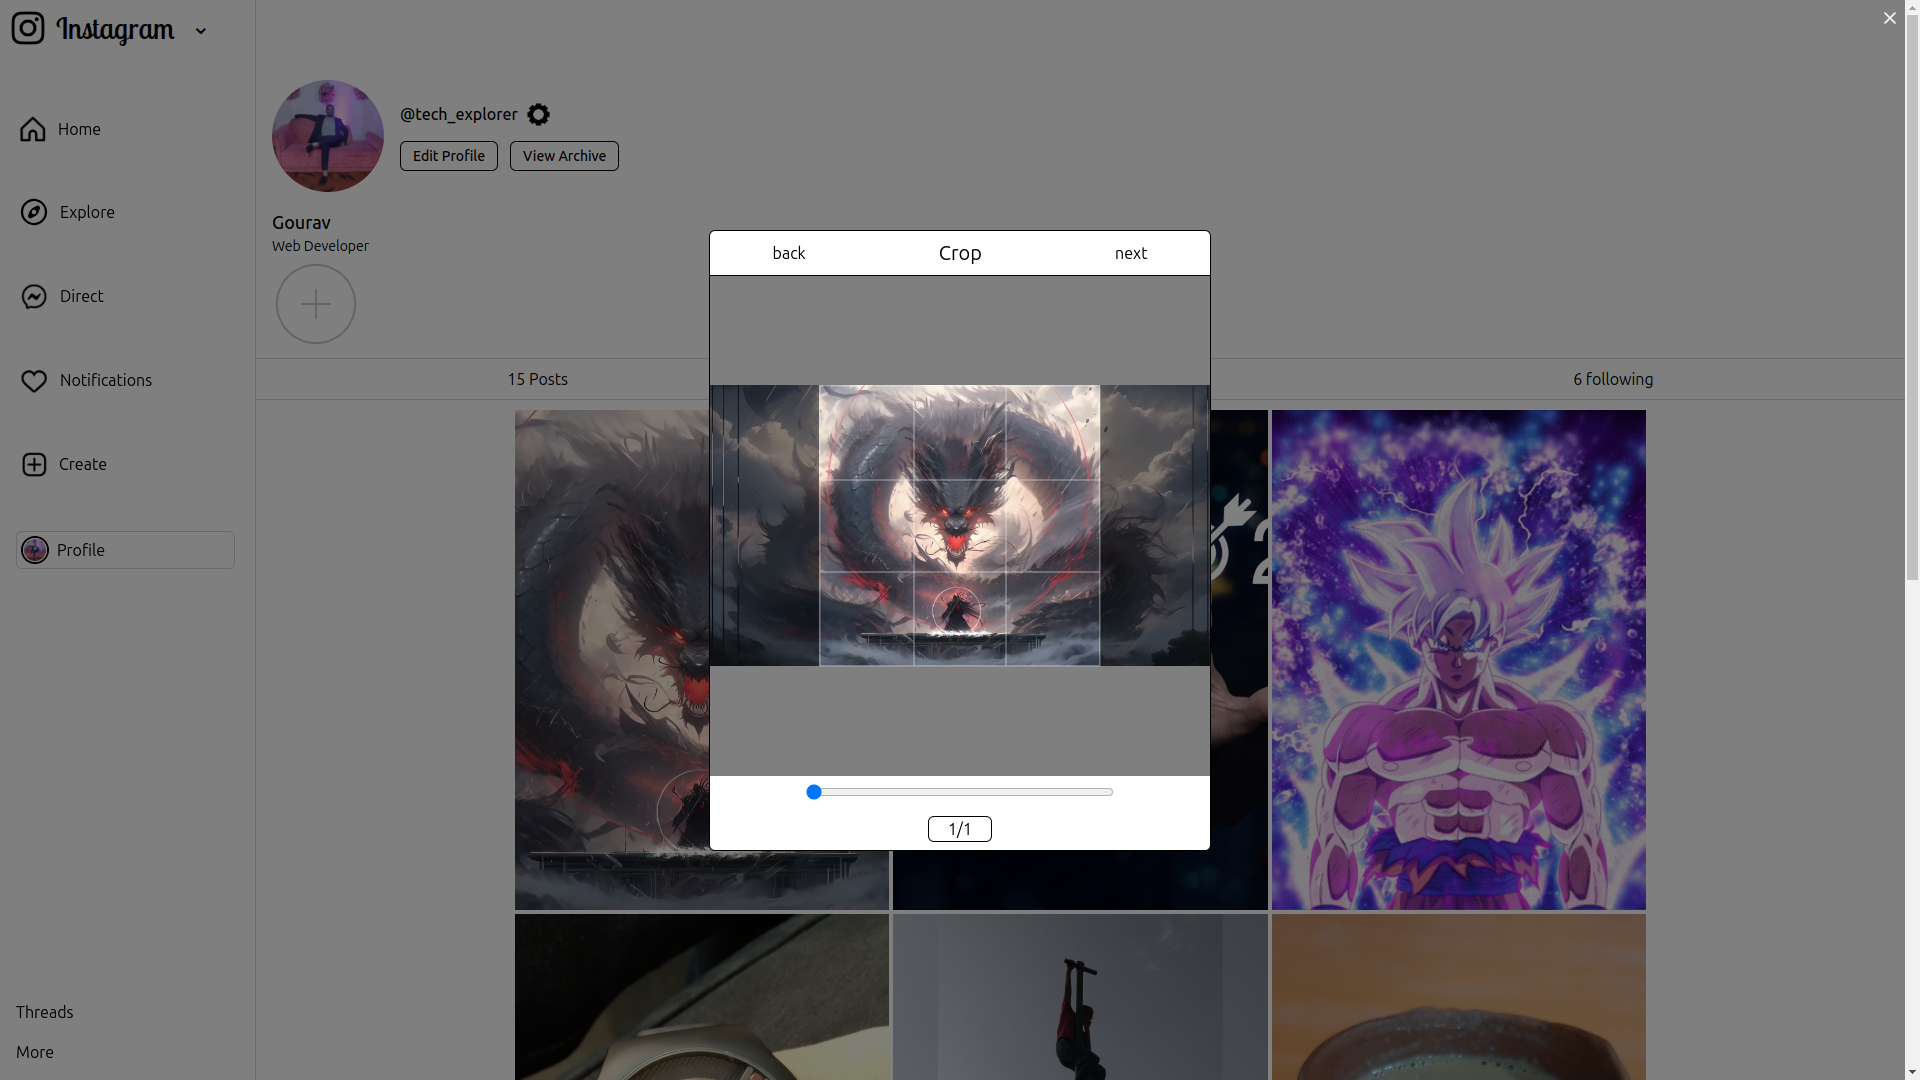 Instagram
Home
Explore
Direct
Notifications
Create
Profile
Threads
More
@tech_explorer
Edit Profile
View Archive
Gourav
Web Developer
15 Posts
6 following
back
Crop
next
1/1